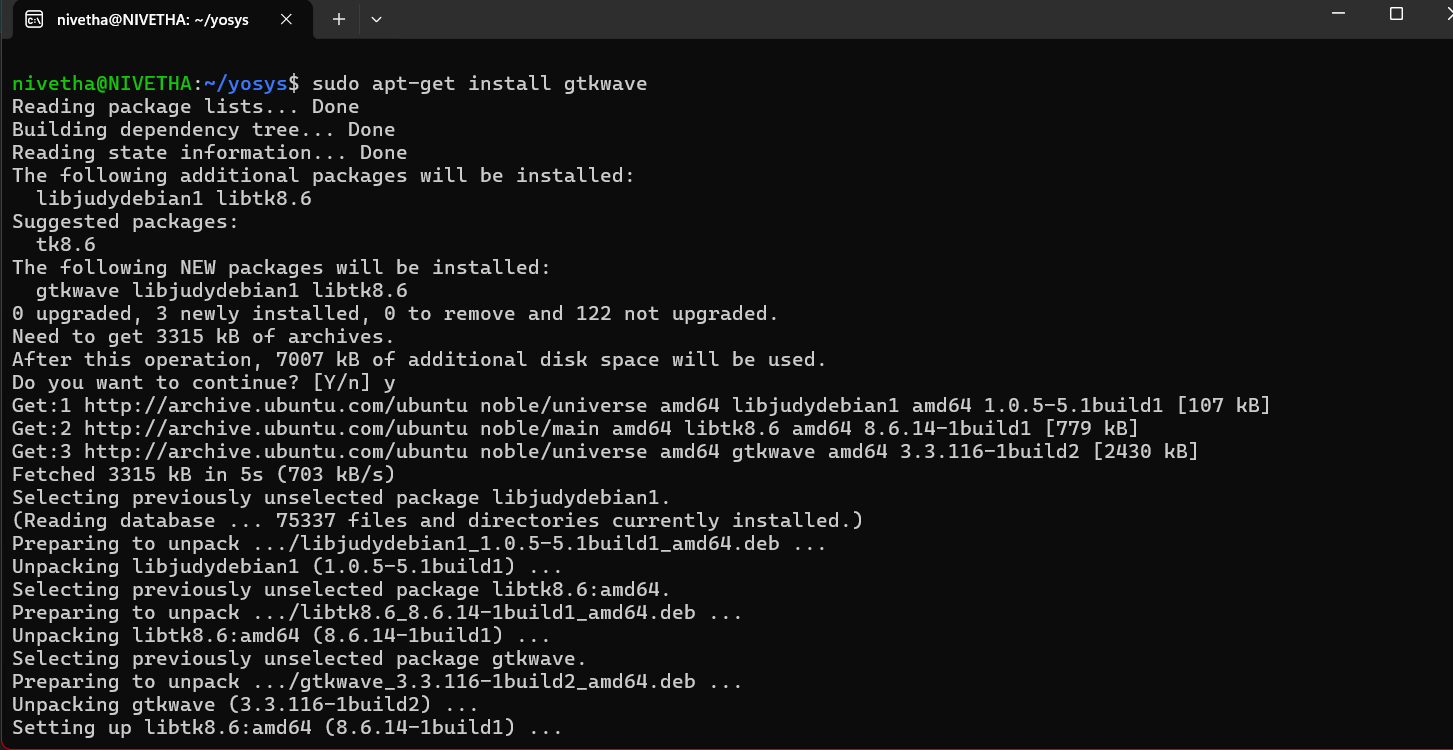 nivetha@NIVETHA: ~/yosys
nivetha@NIVETHA:~/yosys$ sudo apt-get install gtkwave
Reading package lists... Done
Building dependency tree... Done
Reading state information... Done
The following additional packages will be installed:
  libjudydebian1 libtk8.6
Suggested packages:
  tk8.6
The following NEW packages will be installed:
  gtkwave libjudydebian1 libtk8.6
0 upgraded, 3 newly installed, 0 to remove and 122 not upgraded.
Need to get 3315 kB of archives.
After this operation, 7007 kB of additional disk space will be used.
Do you want to continue? [Y/n] y
Get:1 http://archive.ubuntu.com/ubuntu noble/universe amd64 libjudydebian1 amd64 1.0.5-5.1build1 [107 kB]
Get:2 http://archive.ubuntu.com/ubuntu noble/main amd64 libtk8.6 amd64 8.6.14-1build1 [779 kB]
Get:3 http://archive.ubuntu.com/ubuntu noble/universe amd64 gtkwave amd64 3.3.116-1build2 [2430 kB]
Fetched 3315 kB in 5s (703 kB/s)
Selecting previously unselected package libjudydebian1.
(Reading database ... 75337 files and directories currently installed.)
Preparing to unpack .../libjudydebian1_1.0.5-5.1build1_amd64.deb ...
Unpacking libjudydebian1 (1.0.5-5.1build1) ...
Selecting previously unselected package libtk8.6:amd64.
Preparing to unpack .../libtk8.6_8.6.14-1build1_amd64.deb ...
Unpacking libtk8.6:amd64 (8.6.14-1build1) ...
Selecting previously unselected package gtkwave.
Preparing to unpack .../gtkwave_3.3.116-1build2_amd64.deb ...
Unpacking gtkwave (3.3.116-1build2) ...
Setting up libtk8.6:amd64 (8.6.14-1build1) ...